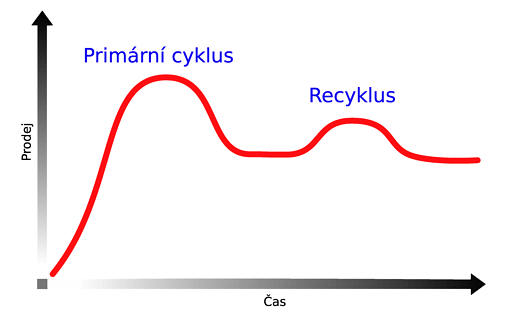 Primární cyklus
Recyklus
Prodej
Čas